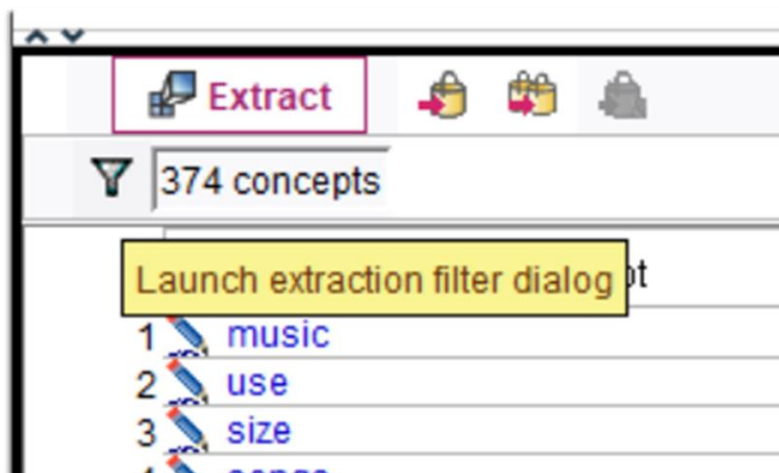 Extract
374 concepts
Launch extraction filter dialog
1 music
2 use
3 size